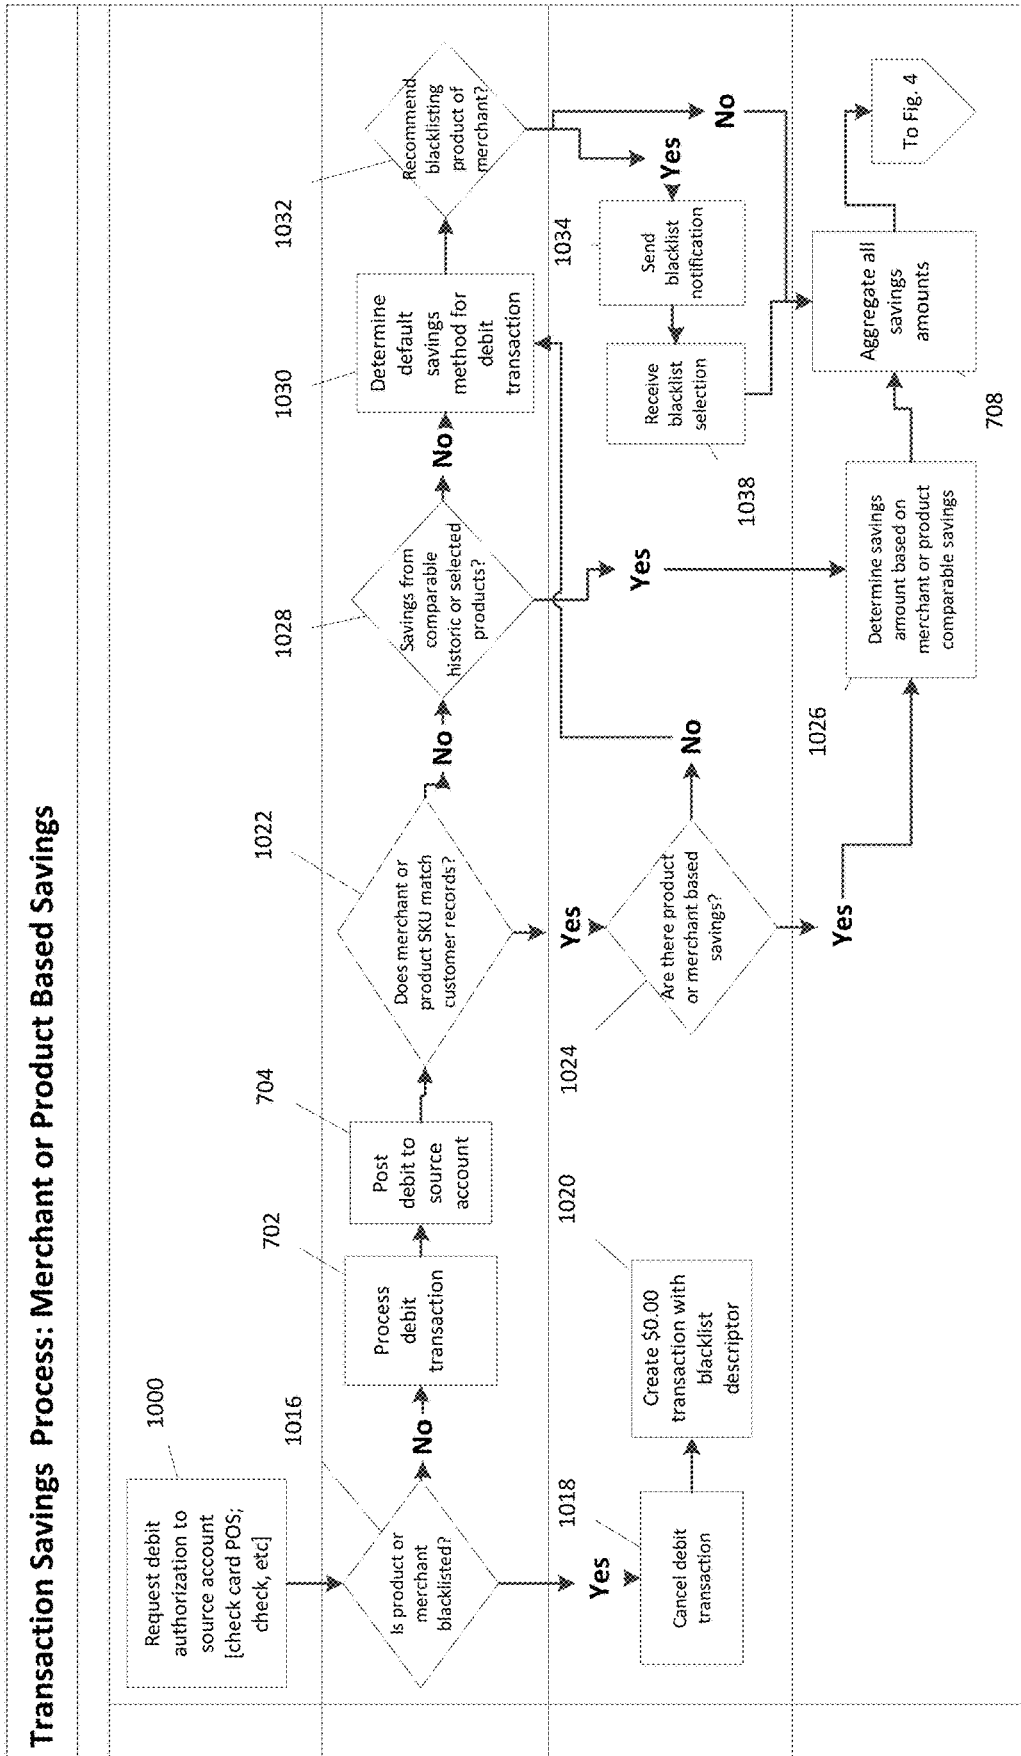 Transaction Savings Process: Merchant or Product Based Savings
Request debit
authorization to
source account
[check card POS;
check, etc]
1000
Is product or
merchant
blacklisted?
1016
No
Process
debit
transaction
702
Post
debit to
source
account
704
Does merchant or
product SKU match
customer records?
1022
No
Savings from
comparable
historic or selected
products?
1028
No
Determine
default
savings
method for
debit
transaction
1030
Recommend
blacklisting
product of
merchant?
1032
Yes
Cancel debit
transaction
1018
Create $0.00
transaction with
blacklist
descriptor
1020
Yes
Are there product
or merchant based
savings?
1024
No
Yes
Receive
blacklist
selection
1038
Send
blacklist
notification
1034
Yes
No
Yes
Determine savings
amount based on
merchant or product
comparable savings
1026
Aggregate all
savings
amounts
708
To Fig. 4